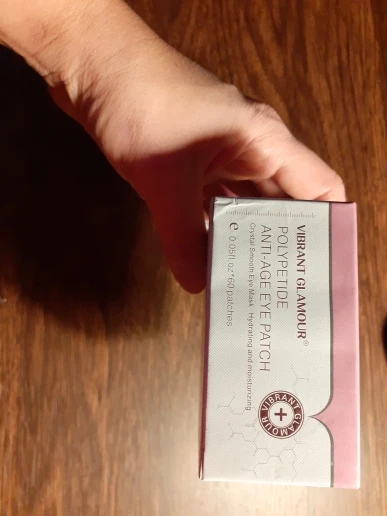 VIBRANT GLAMOUR®
POLYPETIDE
ANTI-AGE EYE PATCH
Crystal Smooth Eye Mask Hydrating and moisturizing
e 0.05fl.oz*60 patches
VIBRANT GLAMOUR